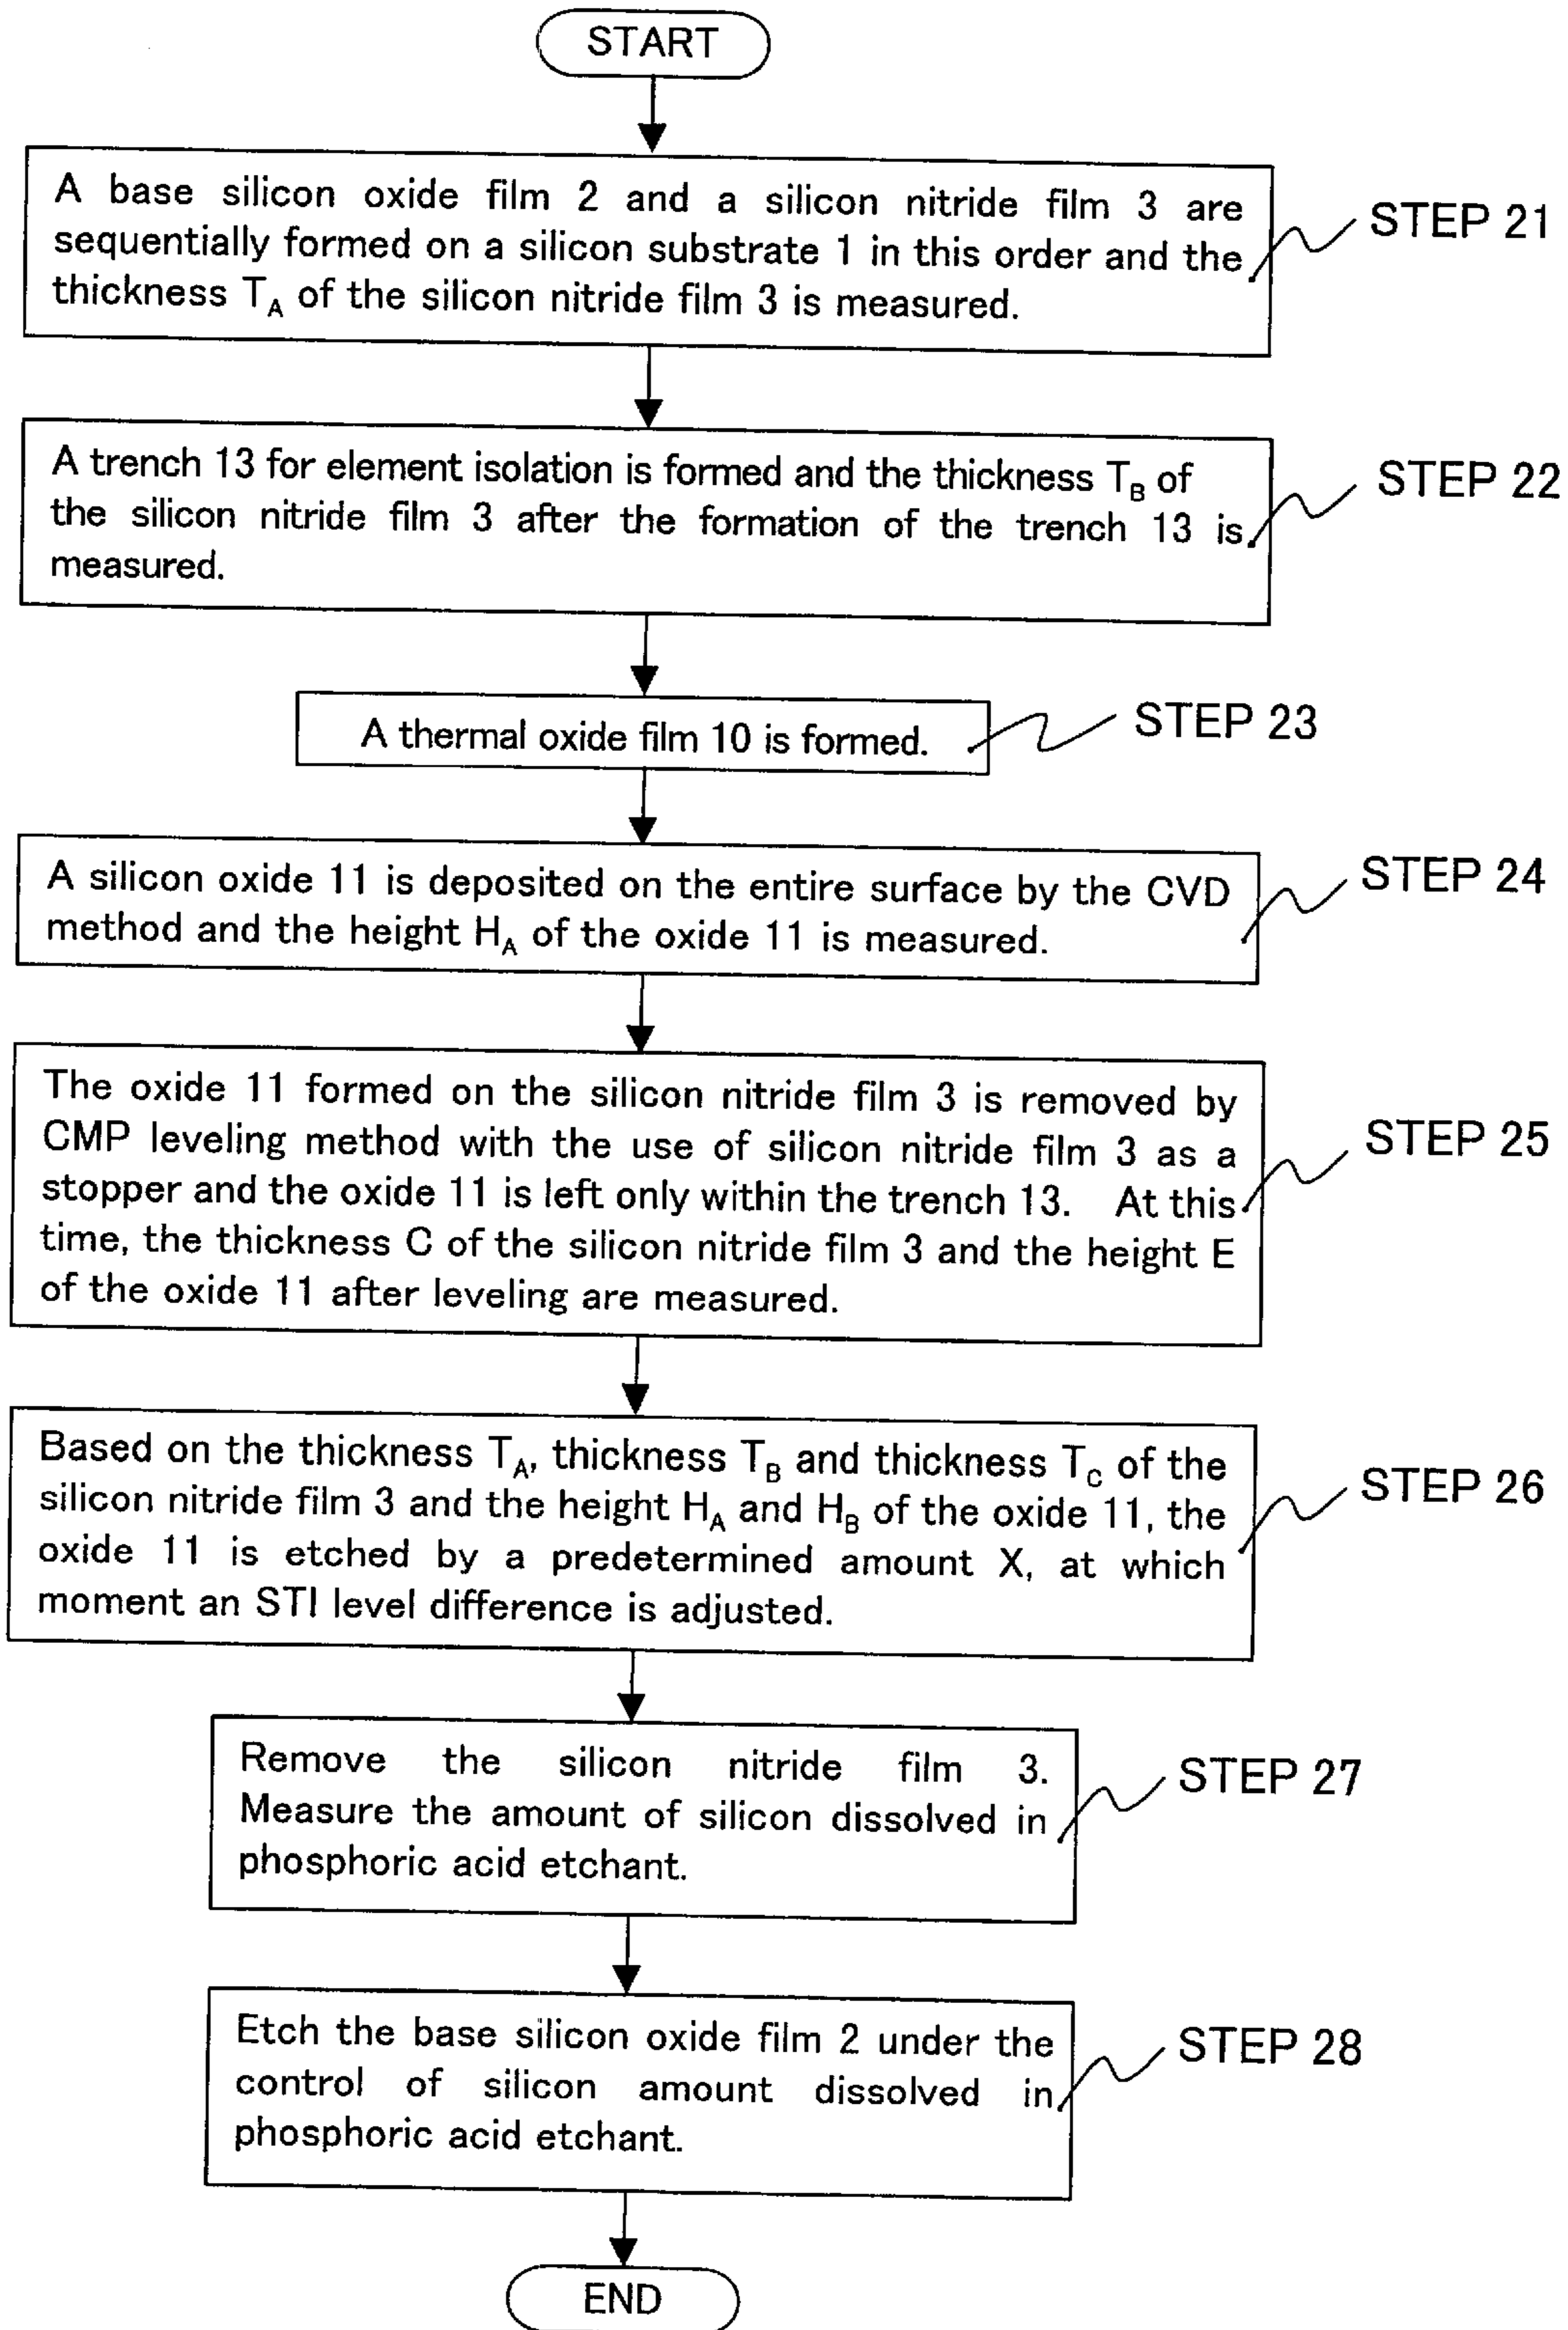 START
A base silicon oxide film 2 and a silicon nitride film 3 are
sequentially formed on a silicon substrate 1 in this order and the
thickness T_A of the silicon nitride film 3 is measured.
STEP 21
A trench 13 for element isolation is formed and the thickness T_B of
the silicon nitride film 3 after the formation of the trench 13 is
measured.
STEP 22
A thermal oxide film 10 is formed.
STEP 23
A silicon oxide 11 is deposited on the entire surface by the CVD
method and the height H_A of the oxide 11 is measured.
STEP 24
The oxide 11 formed on the silicon nitride film 3 is removed by
CMP leveling method with the use of silicon nitride film 3 as a
stopper and the oxide 11 is left only within the trench 13. At this
time, the thickness C of the silicon nitride film 3 and the height E
of the oxide 11 after leveling are measured.
STEP 25
Based on the thickness T_A, thickness T_B and thickness T_C of the
silicon nitride film 3 and the height H_A and H_B of the oxide 11, the
oxide 11 is etched by a predetermined amount X, at which
moment an STI level difference is adjusted.
STEP 26
Remove the silicon nitride film 3.
Measure the amount of silicon dissolved in
phosphoric acid etchant.
STEP 27
Etch the base silicon oxide film 2 under the
control of silicon amount dissolved in
phosphoric acid etchant.
STEP 28
END